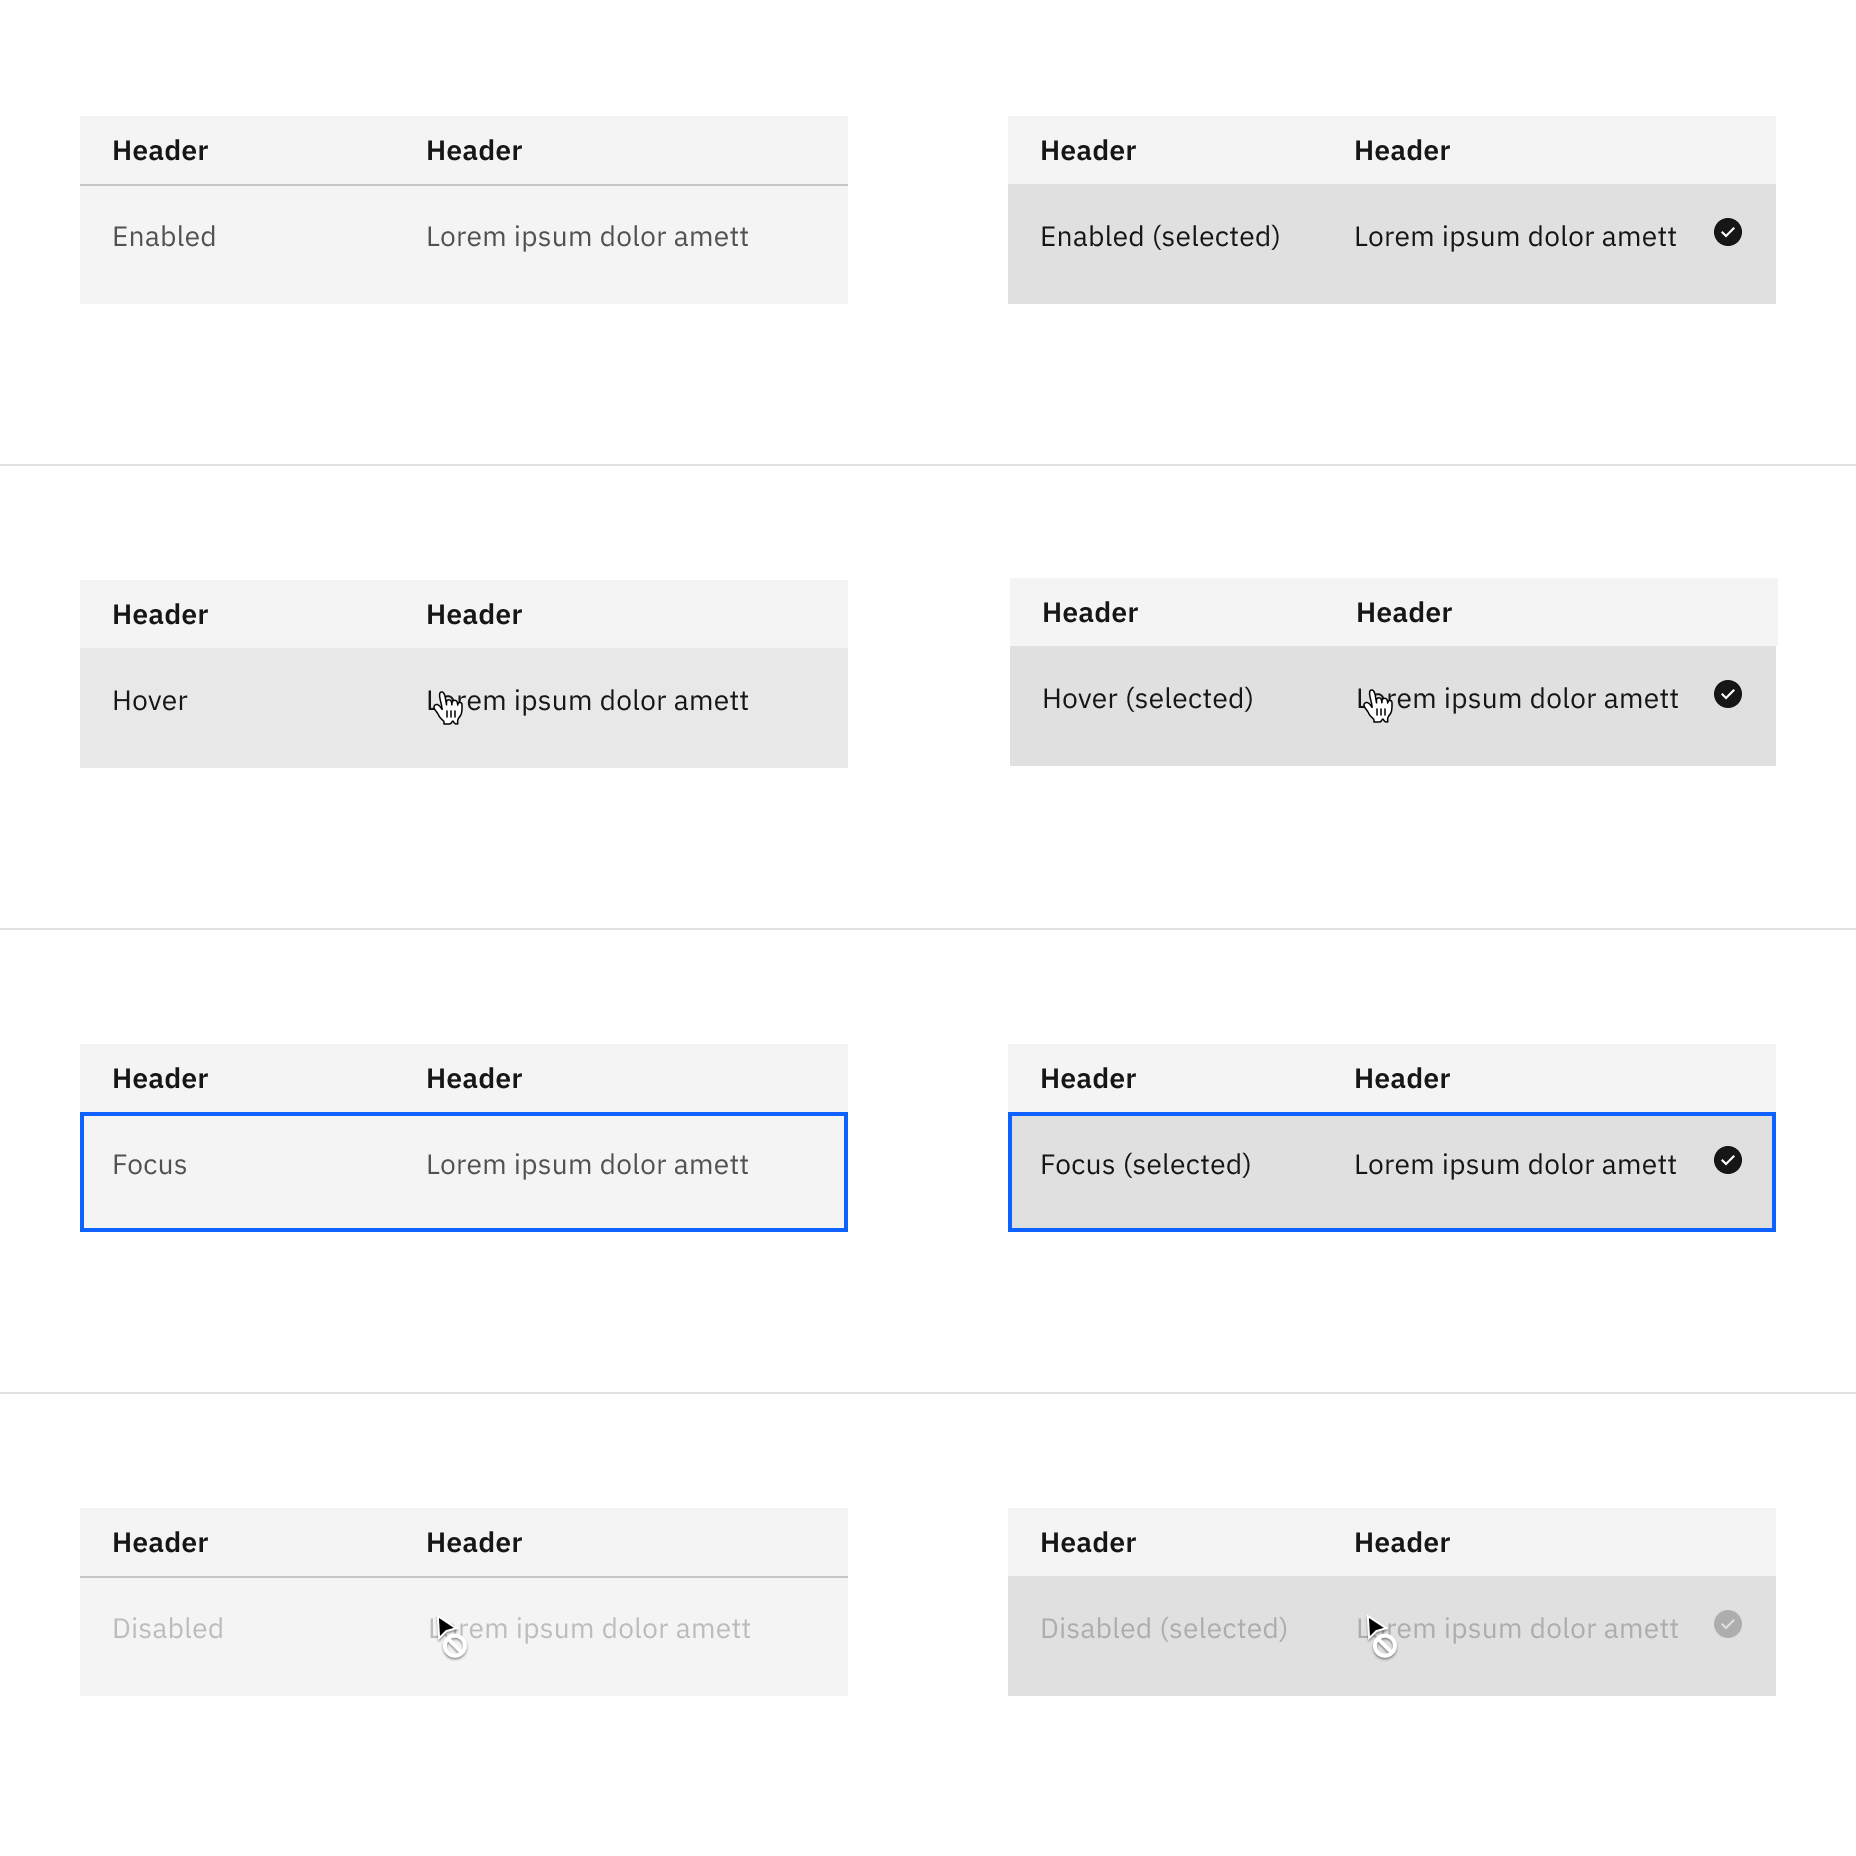 Header Header
Enabled Lorem ipsum dolor amett
Header Header
Enabled (selected) Lorem ipsum dolor amett
Header Header
Hover Lorem ipsum dolor amett
Header Header
Hover (selected) Lorem ipsum dolor amett
Header Header
Focus Lorem ipsum dolor amett
Header Header
Focus (selected) Lorem ipsum dolor amett
Header Header
Disabled Lorem ipsum dolor amett
Header Header
Disabled (selected) Lorem ipsum dolor amett